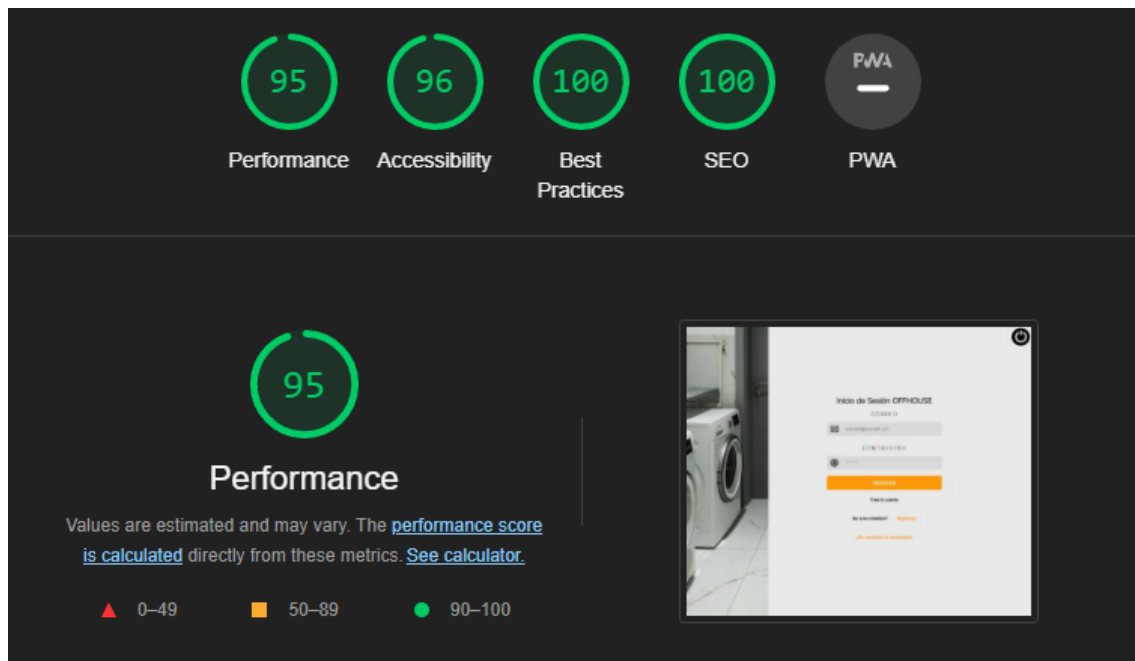 95
96
100
100
PWA
Performance
Accessibility
Best
Practices
SEO
PWA
95
Performance
Values are estimated and may vary. The performance score
is calculated directly from these metrics. See calculator.
0–49
50–89
90–100
Inicio de Sesión OFFHOUSE
CORREO